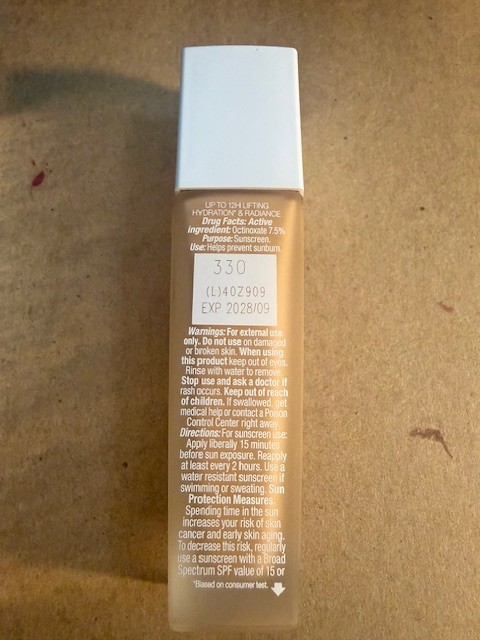 UP TO 12H LIFTING
HYDRATION* & RADIANCE
Drug Facts: Active
ingredient: Octinoxate 7.5%
Purpose: Sunscreen.
Use: Helps prevent sunburn.
330
(L)40Z909
EXP 2028/09
Warnings: For external use
only. Do not use on damaged
or broken skin. When using
this product keep out of eyes.
Rinse with water to remove.
Stop use and ask a doctor if
rash occurs. Keep out of reach
of children. If swallowed, get
medical help or contact a Poison
Control Center right away.
Directions: For sunscreen use:
Apply liberally 15 minutes
before sun exposure. Reapply
at least every 2 hours. Use a
water resistant sunscreen if
swimming or sweating. Sun
Protection Measures.
Spending time in the sun
increases your risk of skin
cancer and early skin aging.
To decrease this risk, regularly
use a sunscreen with a Broad
Spectrum SPF value of 15 or
*Based on consumer test.